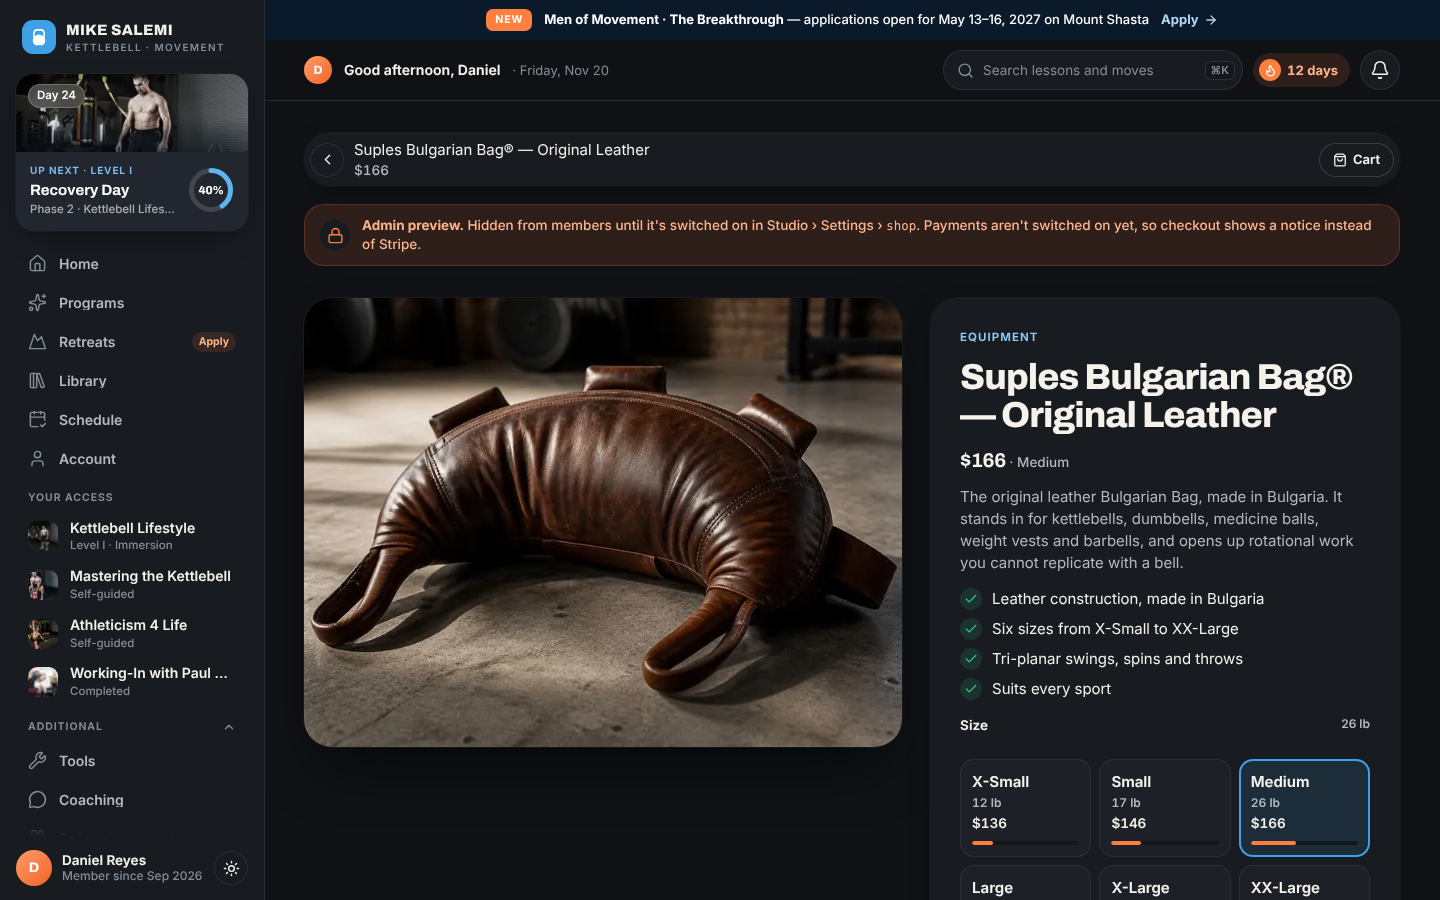 NEW Men of Movement · The Breakthrough — applications open for May 13–16, 2027 on Mount Shasta Apply →
MIKE SALEMI
KETTLEBELL · MOVEMENT
Day 24
UP NEXT · LEVEL I
Recovery Day
Phase 2 · Kettlebell Lifes...
40%
Home
Programs
Retreats Apply
Library
Schedule
Account
YOUR ACCESS
Kettlebell Lifestyle
Level I · Immersion
Mastering the Kettlebell
Self-guided
Athleticism 4 Life
Self-guided
Working-In with Paul ...
Completed
ADDITIONAL
Tools
Coaching
D Daniel Reyes
Member since Sep 2026
D Good afternoon, Daniel · Friday, Nov 20
Search lessons and moves ⌘K
12 days
Suples Bulgarian Bag® — Original Leather
$166
Cart
Admin preview. Hidden from members until it's switched on in Studio › Settings › shop. Payments aren't switched on yet, so checkout shows a notice instead
of Stripe.
EQUIPMENT
Suples Bulgarian Bag®
— Original Leather
$166 · Medium
The original leather Bulgarian Bag, made in Bulgaria. It
stands in for kettlebells, dumbbells, medicine balls,
weight vests and barbells, and opens up rotational work
you cannot replicate with a bell.
Leather construction, made in Bulgaria
Six sizes from X-Small to XX-Large
Tri-planar swings, spins and throws
Suits every sport
Size 26 lb
X-Small
12 lb
$136
Small
17 lb
$146
Medium
26 lb
$166
Large
X-Large
XX-Large